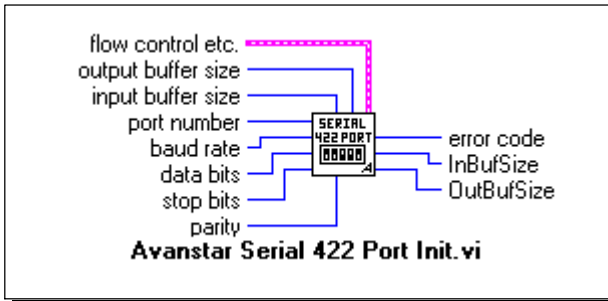 flow control etc.
output buffer size
input buffer size
port number
baud rate
data bits
stop bits
parity
SERIAL
422 PORT
A
error code
InBufSize
OutBufSize
Avanstar Serial 422 Port Init.vi